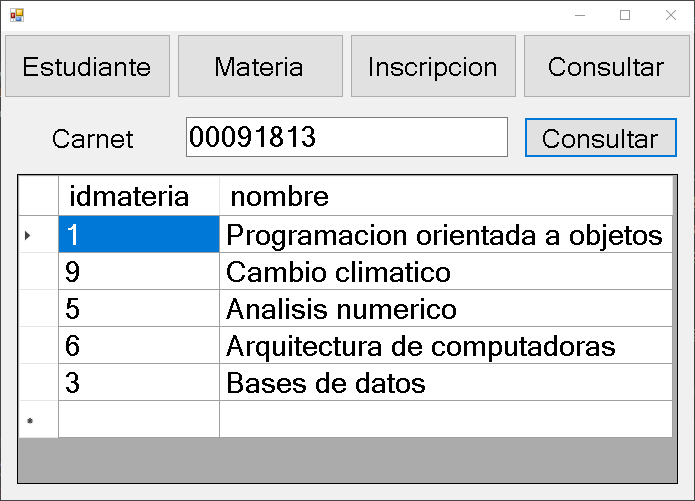 Estudiante Materia Inscripcion Consultar
Carnet 00091813 Consultar
idmateria nombre
1 Programacion orientada a objetos
9 Cambio climatico
5 Analisis numerico
6 Arquitectura de computadoras
3 Bases de datos